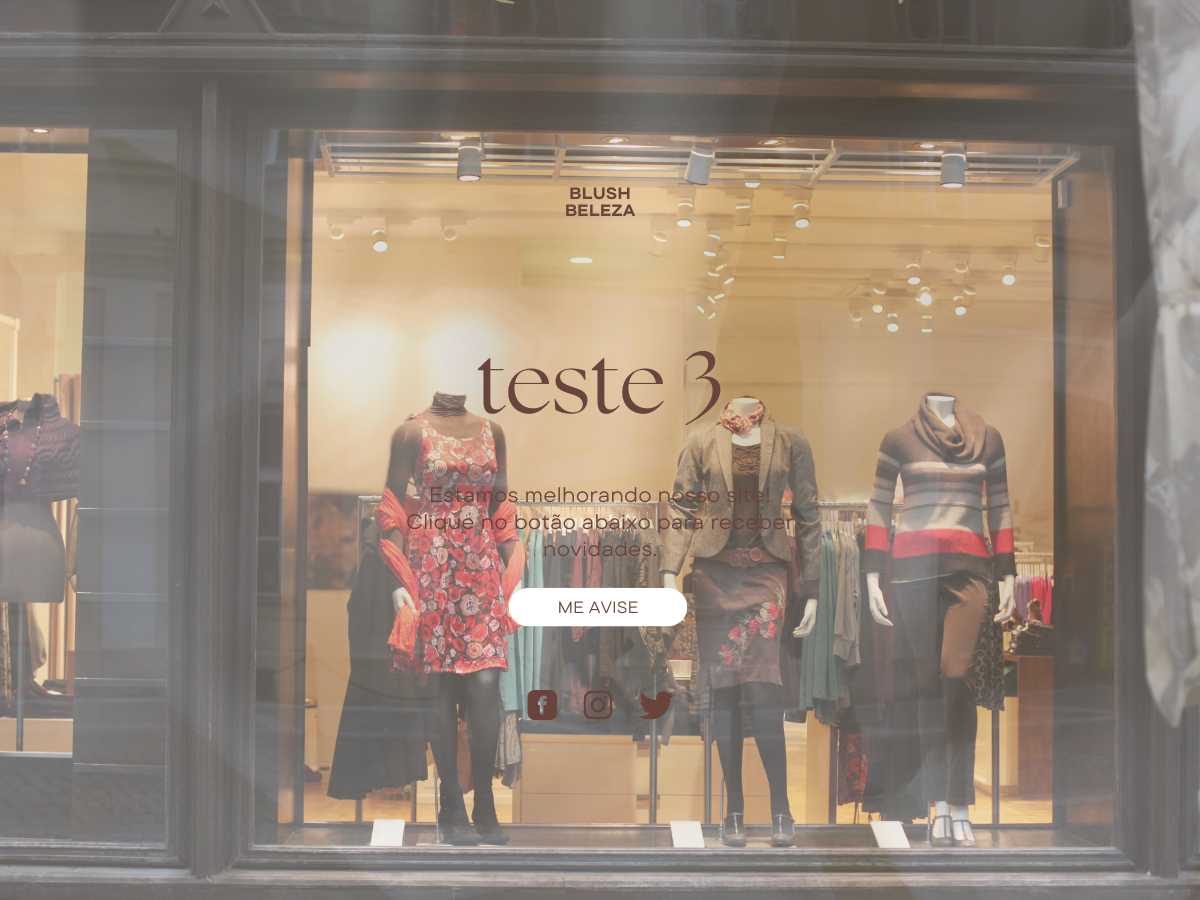 BLUSH
BELEZA
teste 3
Estamos melhorando nosso site!
Clique no botão abaixo para receber
novidades.
ME AVISE